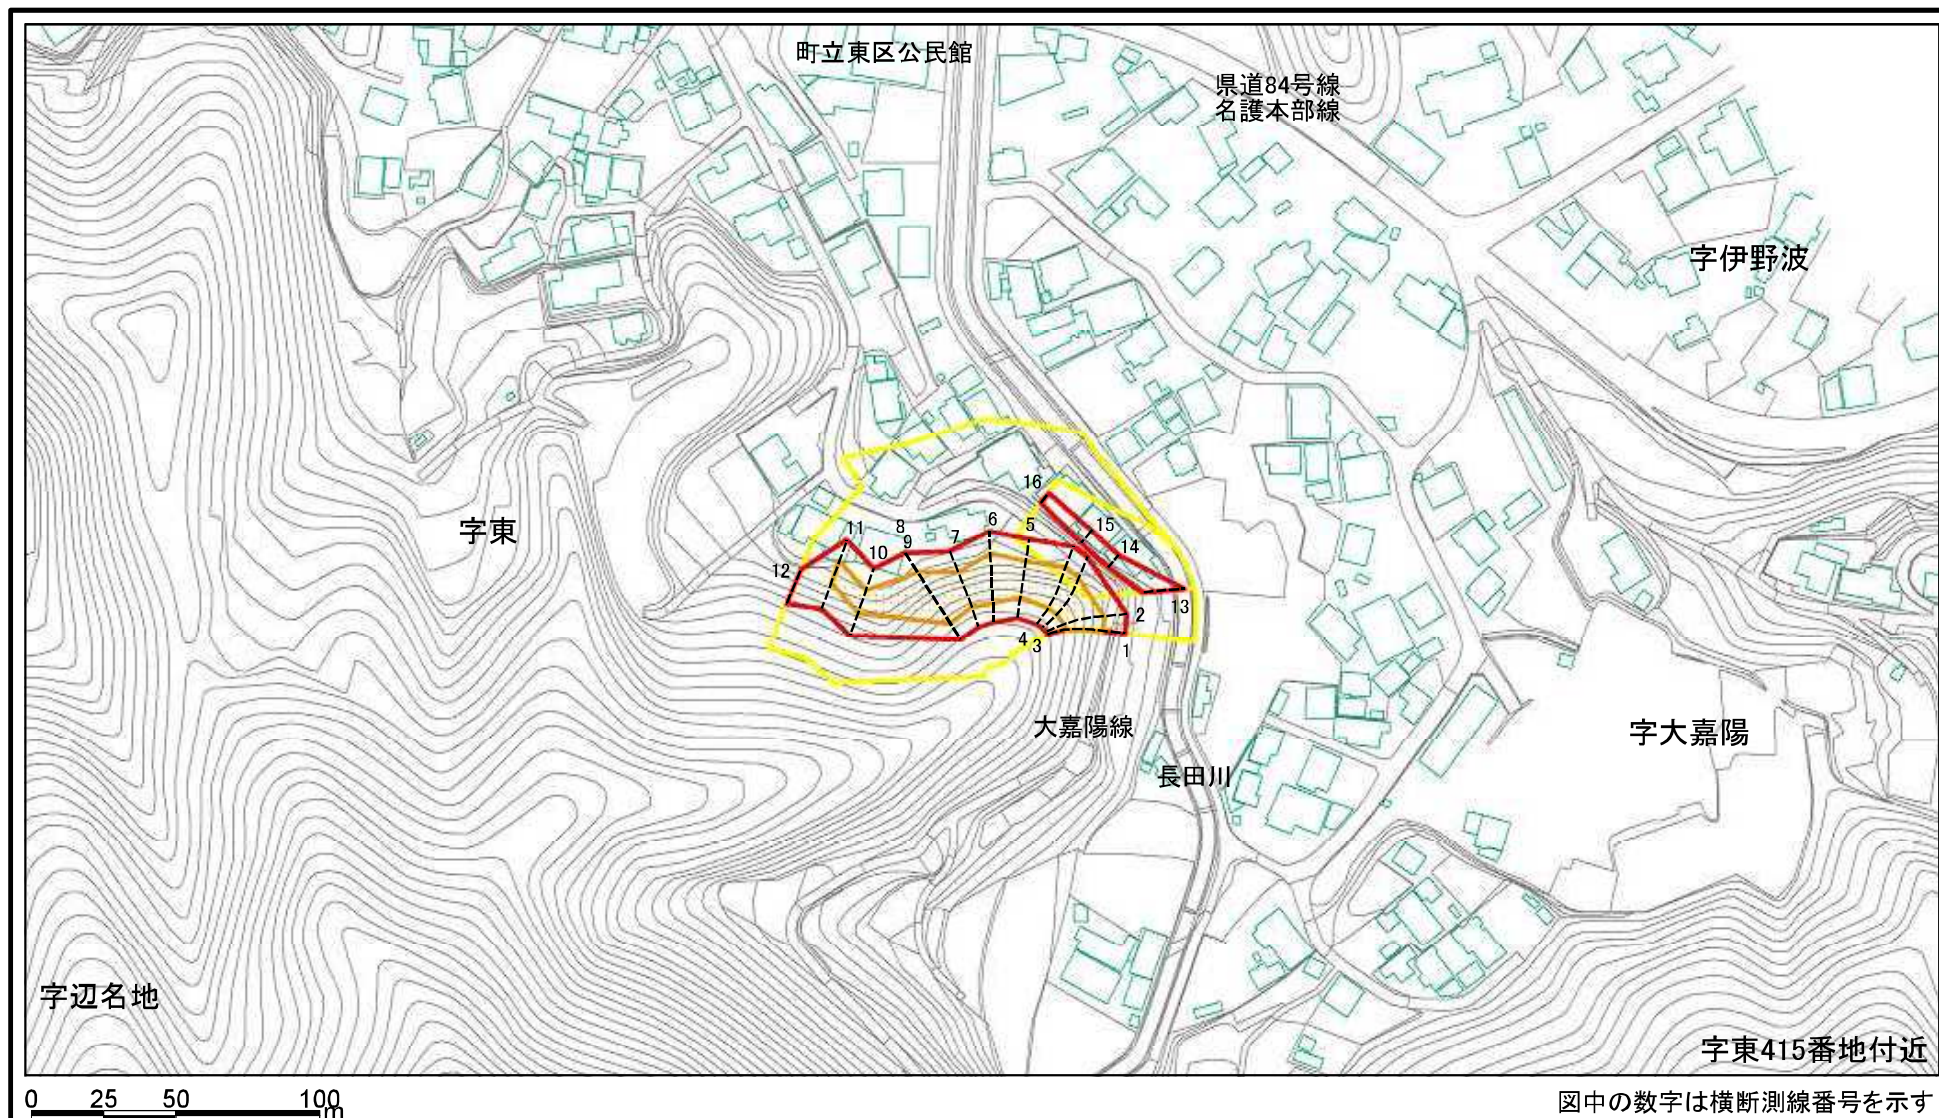 町立東区公民館
県道84号線
名護本部線
字伊野波
字東
16
15
14
13
12
11
10
8
9
7
6
5
4
3
2
1
大嘉陽線
長田川
字大嘉陽
字辺名地
字東415番地付近
0 25 50 100m
図中の数字は横断測線番号を示す